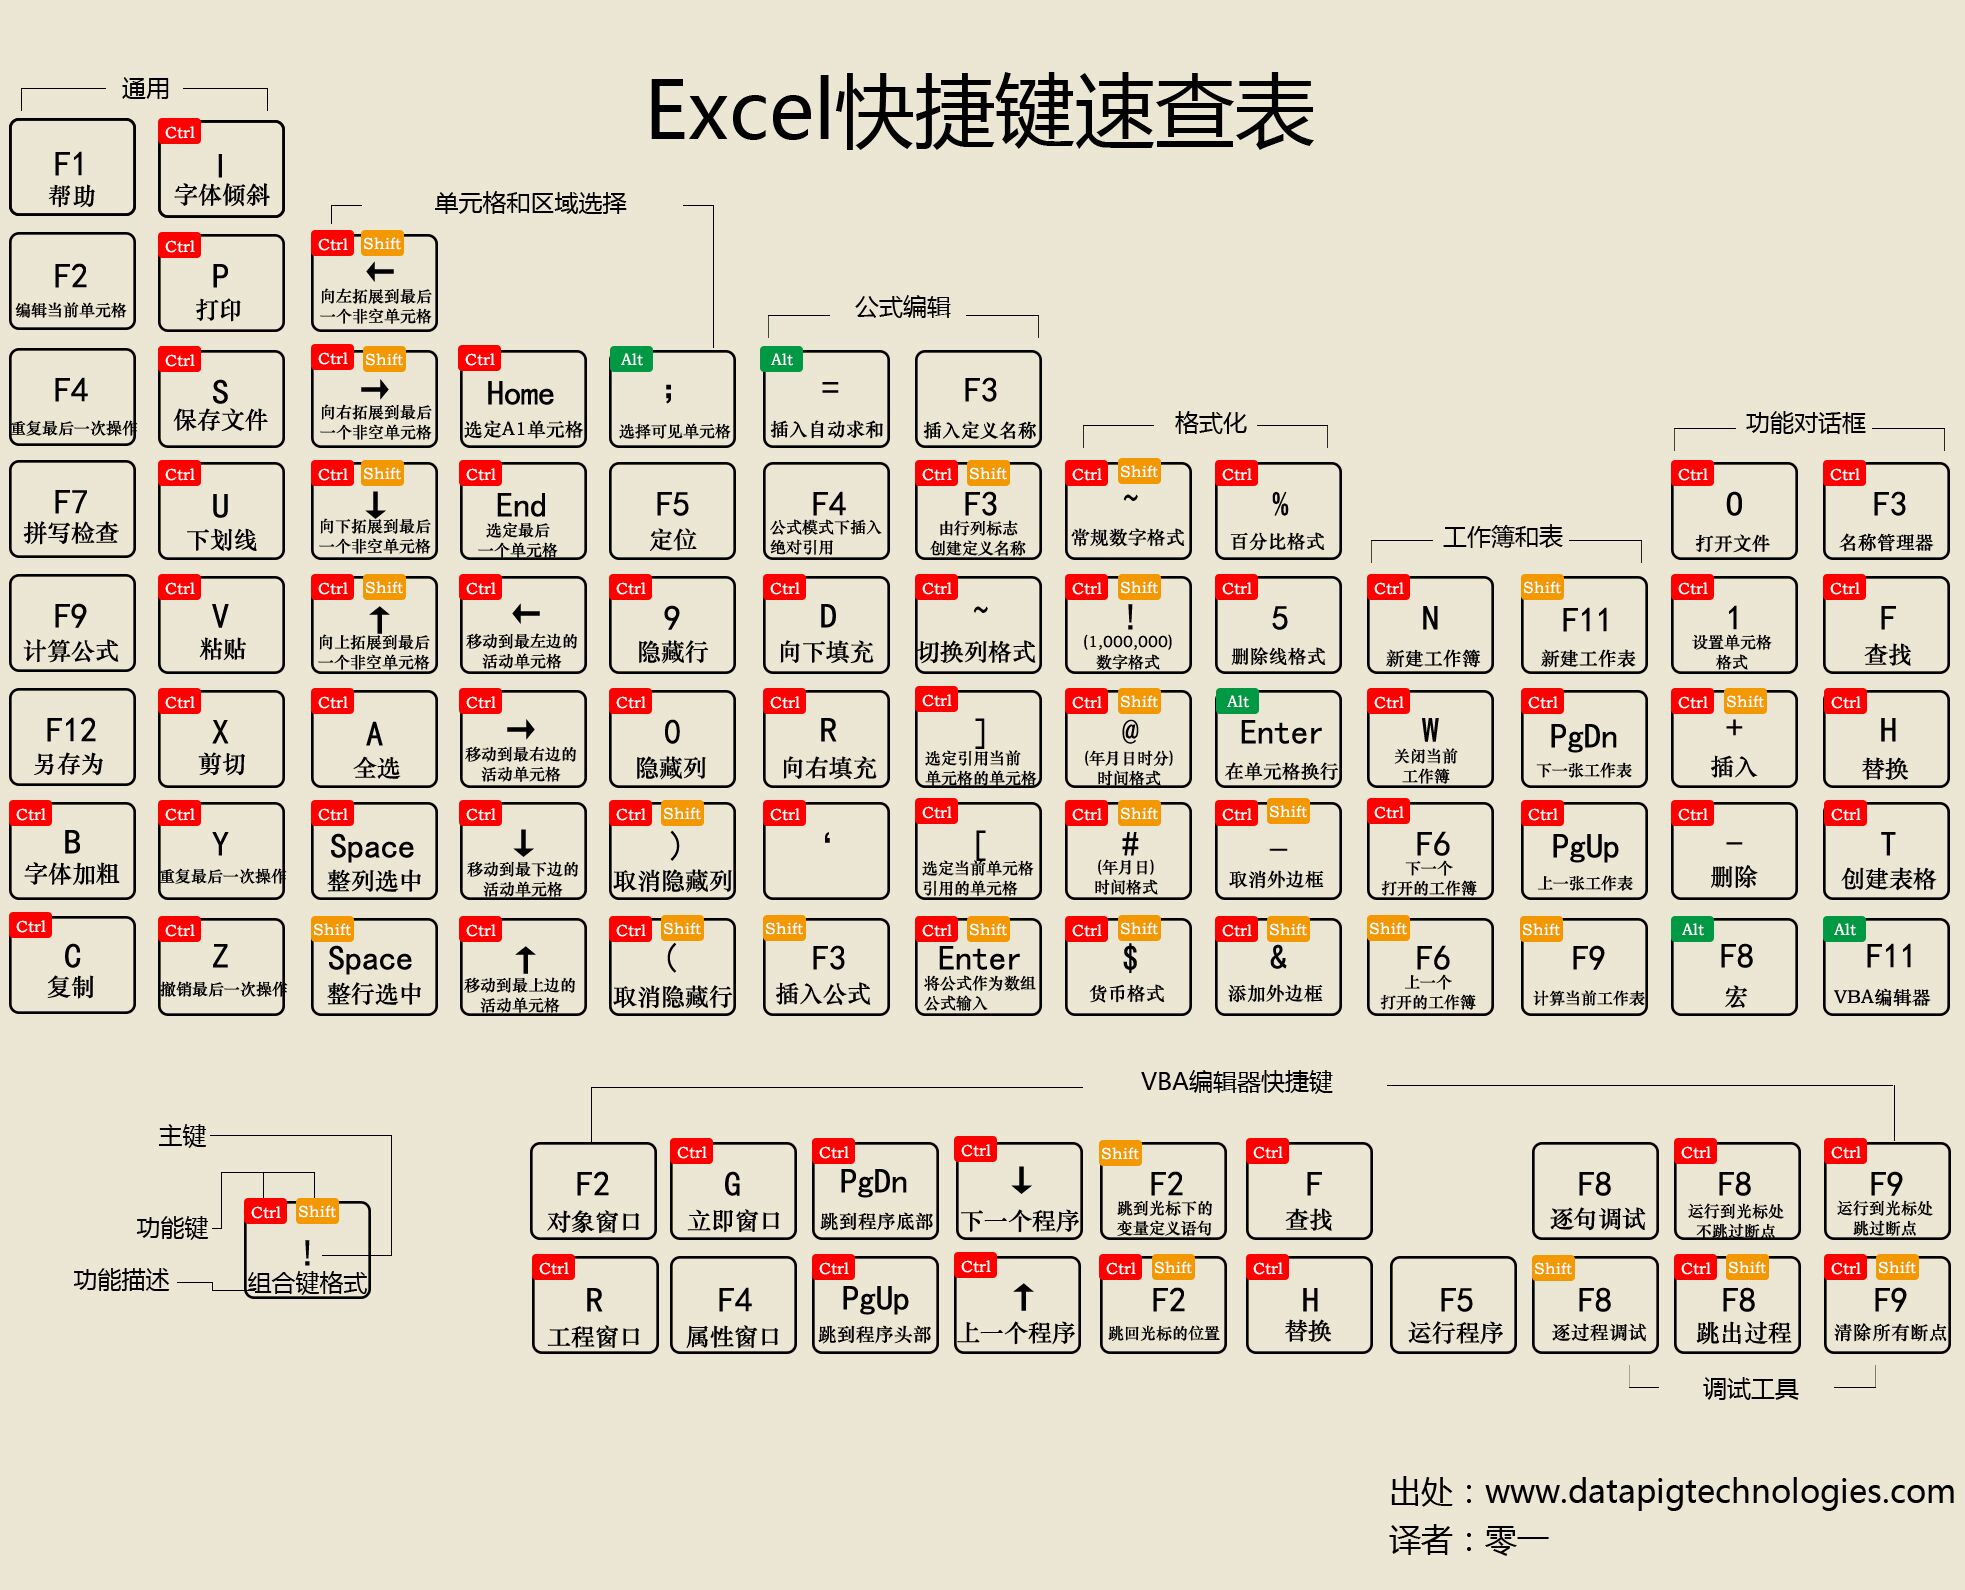 Excel快捷键速查表
通用
F1
帮助
Ctrl
I
字体倾斜
F2
编辑当前单元格
Ctrl
P
打印
F4
重复最后一次操作
Ctrl
S
保存文件
F7
拼写检查
Ctrl
U
下划线
F9
计算公式
Ctrl
V
粘贴
F12
另存为
Ctrl
X
剪切
Ctrl
B
字体加粗
Ctrl
Y
重复最后一次操作
Ctrl
C
复制
Ctrl
Z
撤销最后一次操作
单元格和区域选择
Ctrl Shift
←
向左拓展到最后
一个非空单元格
Ctrl Shift
→
向右拓展到最后
一个非空单元格
Ctrl
Home
选定A1单元格
Alt
;
选择可见单元格
Ctrl Shift
↓
向下拓展到最后
一个非空单元格
Ctrl
End
选定最后
一个单元格
F5
定位
Ctrl Shift
↑
向上拓展到最后
一个非空单元格
Ctrl
←
移动到最左边的
活动单元格
Ctrl
9
隐藏行
Ctrl
A
全选
Ctrl
→
移动到最右边的
活动单元格
Ctrl
0
隐藏列
Ctrl
Space
整列选中
Ctrl
↓
移动到最下边的
活动单元格
Ctrl Shift
)
取消隐藏列
Shift
Space
整行选中
Ctrl
↑
移动到最上边的
活动单元格
Ctrl Shift
(
取消隐藏行
公式编辑
Alt
=
插入自动求和
F3
插入定义名称
F4
公式模式下插入
绝对引用
Ctrl Shift
F3
由行列标志
创建定义名称
Ctrl
D
向下填充
Ctrl
~
切换列格式
Ctrl
R
向右填充
Ctrl
]
选定引用当前
单元格的单元格
Ctrl
‘
Ctrl
[
选定当前单元格
引用的单元格
Shift
F3
插入公式
Ctrl Shift
Enter
将公式作为数组
公式输入
格式化
Ctrl Shift
~
常规数字格式
Ctrl
%
百分比格式
Ctrl Shift
!
(1,000,000)
数字格式
Ctrl
5
删除线格式
Ctrl Shift
@
(年月日时分)
时间格式
Alt
Enter
在单元格换行
Ctrl Shift
#
(年月日)
时间格式
Ctrl Shift
_
取消外边框
Ctrl Shift
$
货币格式
Ctrl Shift
&
添加外边框
工作簿和表
Ctrl
N
新建工作簿
Shift
F11
新建工作表
Ctrl
W
关闭当前
工作簿
Ctrl
PgDn
下一张工作表
Ctrl
F6
下一个
打开的工作簿
Ctrl
PgUp
上一张工作表
Shift
F6
上一个
打开的工作簿
Shift
F9
计算当前工作表
功能对话框
Ctrl
O
打开文件
Ctrl
F3
名称管理器
Ctrl
1
设置单元格
格式
Ctrl
F
查找
Ctrl Shift
+
插入
Ctrl
H
替换
Ctrl
−
删除
Ctrl
T
创建表格
Alt
F8
宏
Alt
F11
VBA编辑器
主键
功能键
Ctrl Shift
!
功能描述
组合键格式
VBA编辑器快捷键
F2
对象窗口
Ctrl
G
立即窗口
Ctrl
PgDn
跳到程序底部
Ctrl
↓
下一个程序
Shift
F2
跳到光标下的
变量定义语句
Ctrl
F
查找
F8
逐句调试
Ctrl
F8
运行到光标处
不跳过断点
Ctrl
F9
运行到光标处
跳过断点
Ctrl
R
工程窗口
F4
属性窗口
Ctrl
PgUp
跳到程序头部
Ctrl
↑
上一个程序
Ctrl Shift
F2
跳回光标的位置
Ctrl
H
替换
F5
运行程序
Shift
F8
逐过程调试
Ctrl Shift
F8
跳出过程
Ctrl Shift
F9
清除所有断点
调试工具
出处：www.datapigtechnologies.com
译者：零一